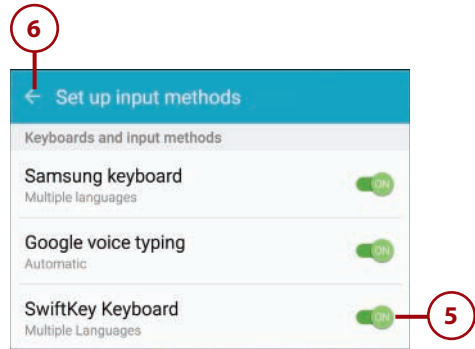 6
Set up input methods
Keyboards and input methods
Samsung keyboard
ON
Multiple languages
Google voice typing
ON
Automatic
SwiftKey Keyboard
ON
5
Multiple Languages